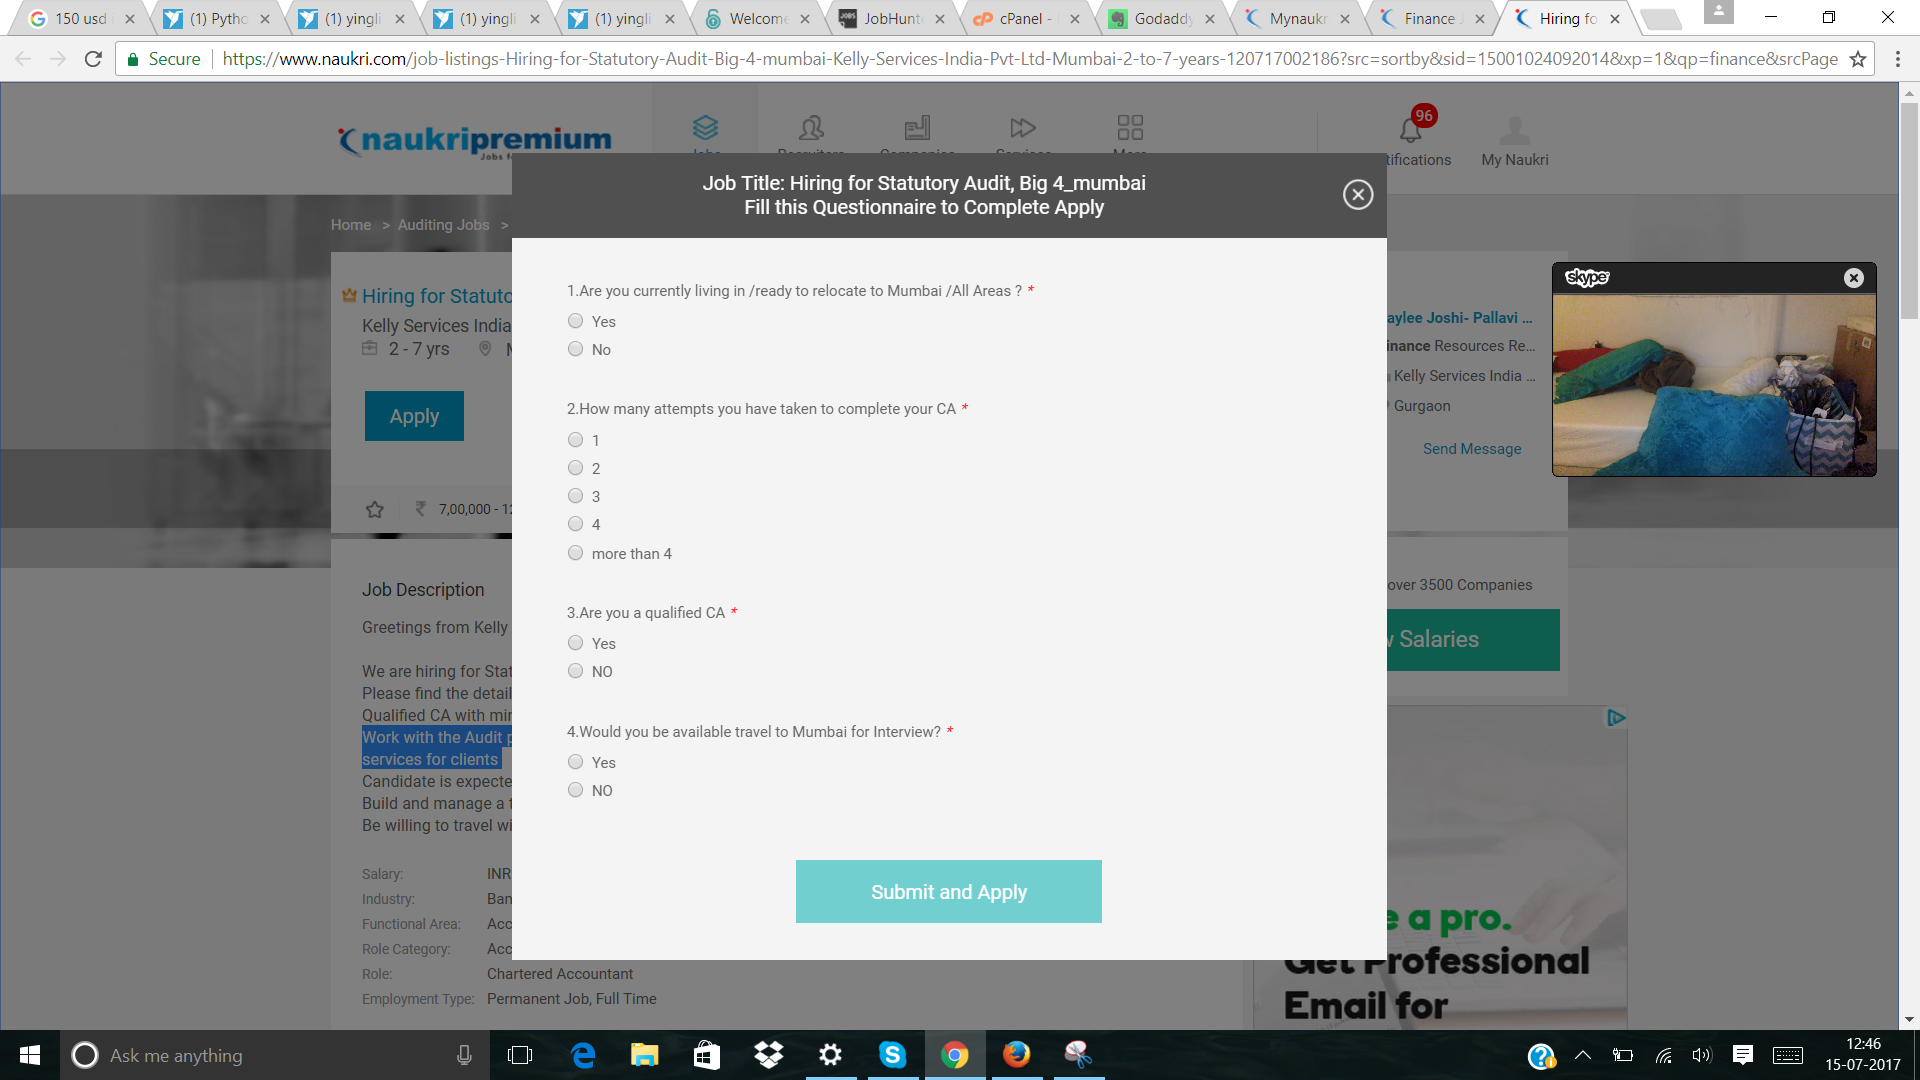 150 usd i
(1) Pytho
(1) yingli
(1) yingli
(1) yingli
Welcome
JobHunt
cPanel -
Godaddy
Mynaukr
Finance J
Hiring fo
Secure
https://www.naukri.com/job-listings-Hiring-for-Statutory-Audit-Big-4-mumbai-Kelly-Services-India-Pvt-Ltd-Mumbai-2-to-7-years-120717002186?src=sortby&sid=15001024092014&xp=1&qp=finance&srcPage
naukripremium
Jobs f
Jobs
Recruiters
Companies
Services
More
96
tifications
My Naukri
Home > Auditing Jobs >
Job Title: Hiring for Statutory Audit, Big 4_mumbai
Fill this Questionnaire to Complete Apply
Hiring for Statuto
Kelly Services India
2 - 7 yrs
Apply
7,00,000 - 12
1.Are you currently living in /ready to relocate to Mumbai /All Areas ? *
Yes
No
2.How many attempts you have taken to complete your CA *
1
2
3
4
more than 4
3.Are you a qualified CA *
Yes
NO
4.Would you be available travel to Mumbai for Interview? *
Yes
NO
Submit and Apply
skype
aylee Joshi- Pallavi ...
inance Resources Re...
Kelly Services India ...
Gurgaon
Send Message
over 3500 Companies
w Salaries
Job Description
Greetings from Kelly
We are hiring for Stat
Please find the detail
Qualified CA with mir
Work with the Audit p
services for clients
Candidate is expecte
Build and manage a t
Be willing to travel wi
Salary: INR
Industry: Ban
Functional Area: Acc
Role Category: Acc
Role: Chartered Accountant
Employment Type: Permanent Job, Full Time
e a pro.
Get Professional
Email for
Ask me anything
12:46
15-07-2017